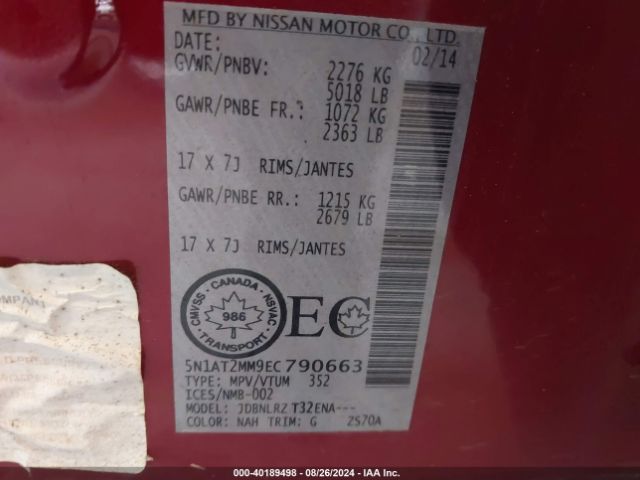 MFD BY NISSAN MOTOR CO., LTD.
DATE: 02/14
GVWR/PNBV: 2276 KG
5018 LB
GAWR/PNBE FR.: 1072 KG
2363 LB
17 X 7J RIMS/JANTES
GAWR/PNBE RR.: 1215 KG
2679 LB
17 X 7J RIMS/JANTES
CANADA
CMVSS NSVAC
986
TRANSPORT
EC
5N1AT2MM9EC790663
TYPE: MPV/VTUM 352
ICES/NMB-002
MODEL: JDBNLRZ T32ENA---
COLOR: NAH TRIM: G 2S70A
COMPANY
000-40189498 - 08/26/2024 - IAA Inc.